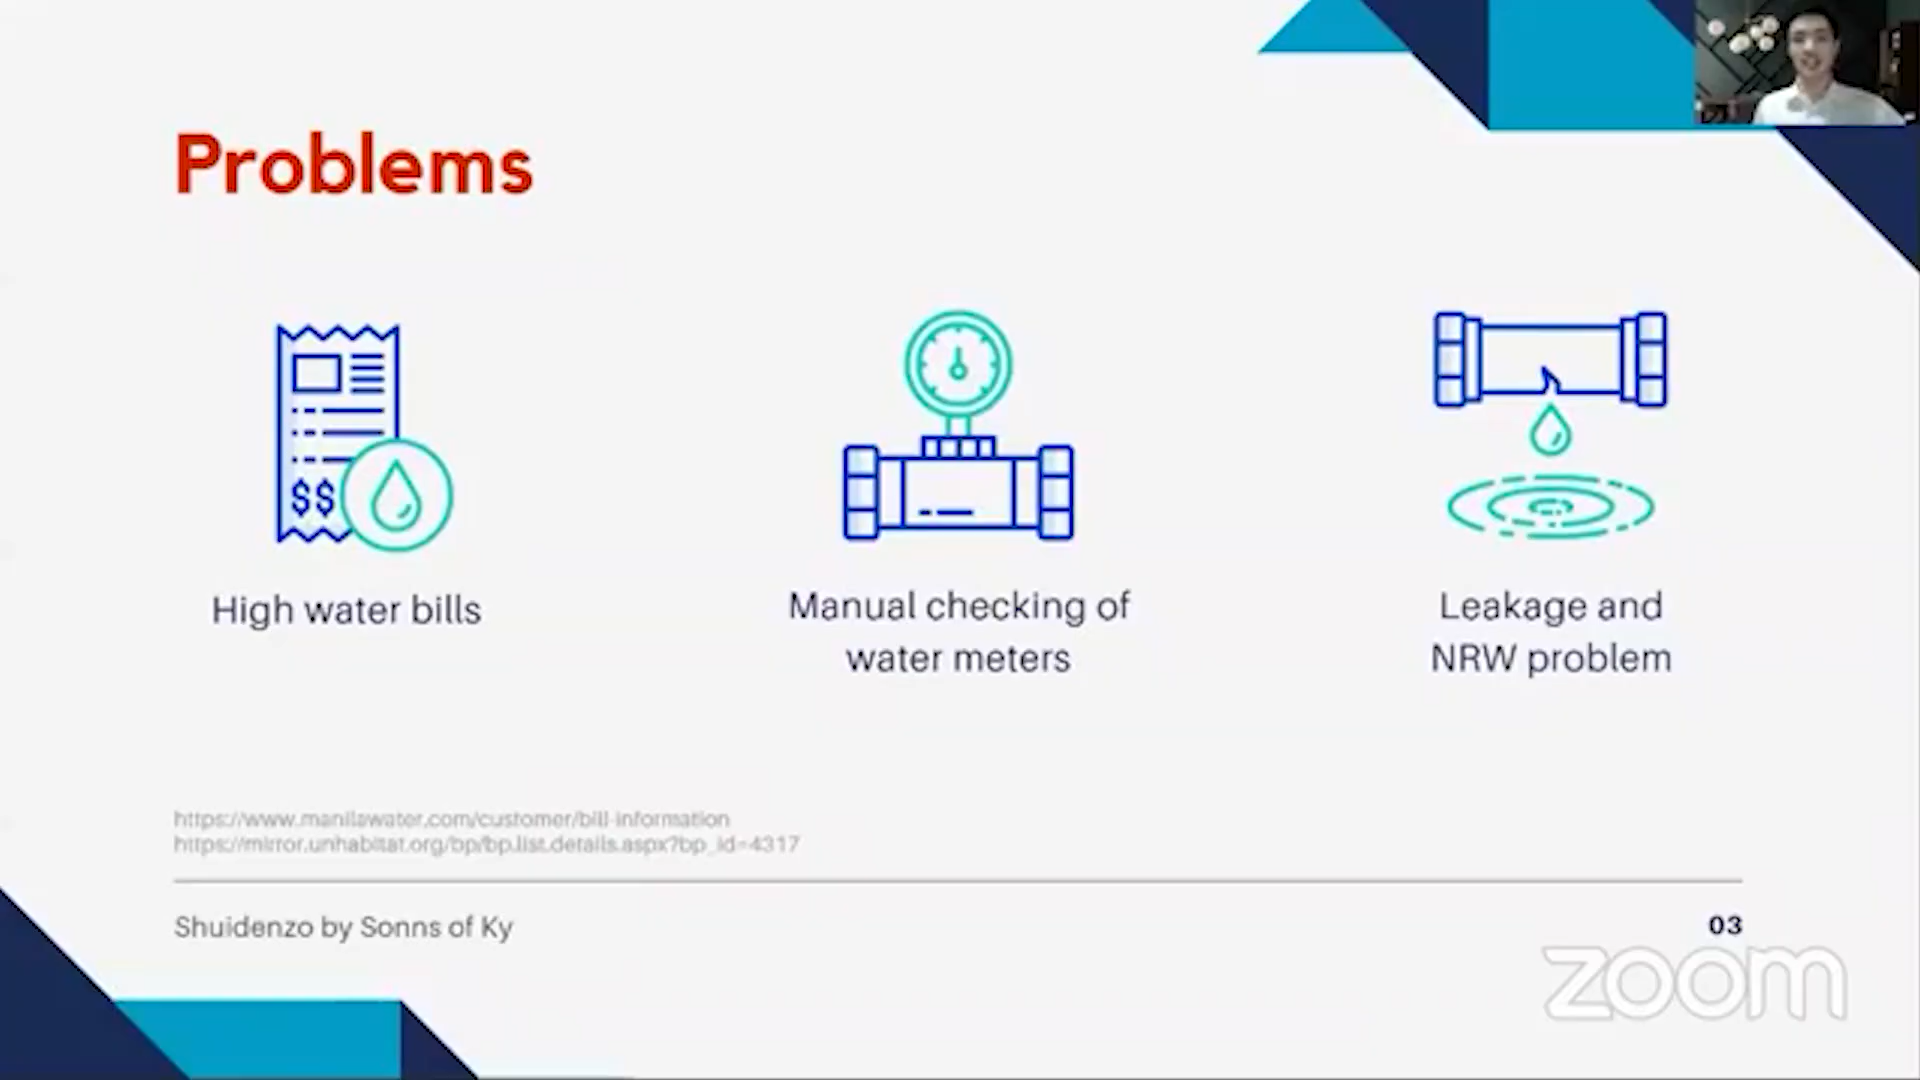 Problems
$$
High water bills
Manual checking of
water meters
Leakage and
NRW problem
https://www.manilawater.com/customer/bill-information
https://mirror.unhabitat.org/bp/bp.list.details.aspx?bp_id=4317
Shuidenzo by Sonns of Ky
03
zoom